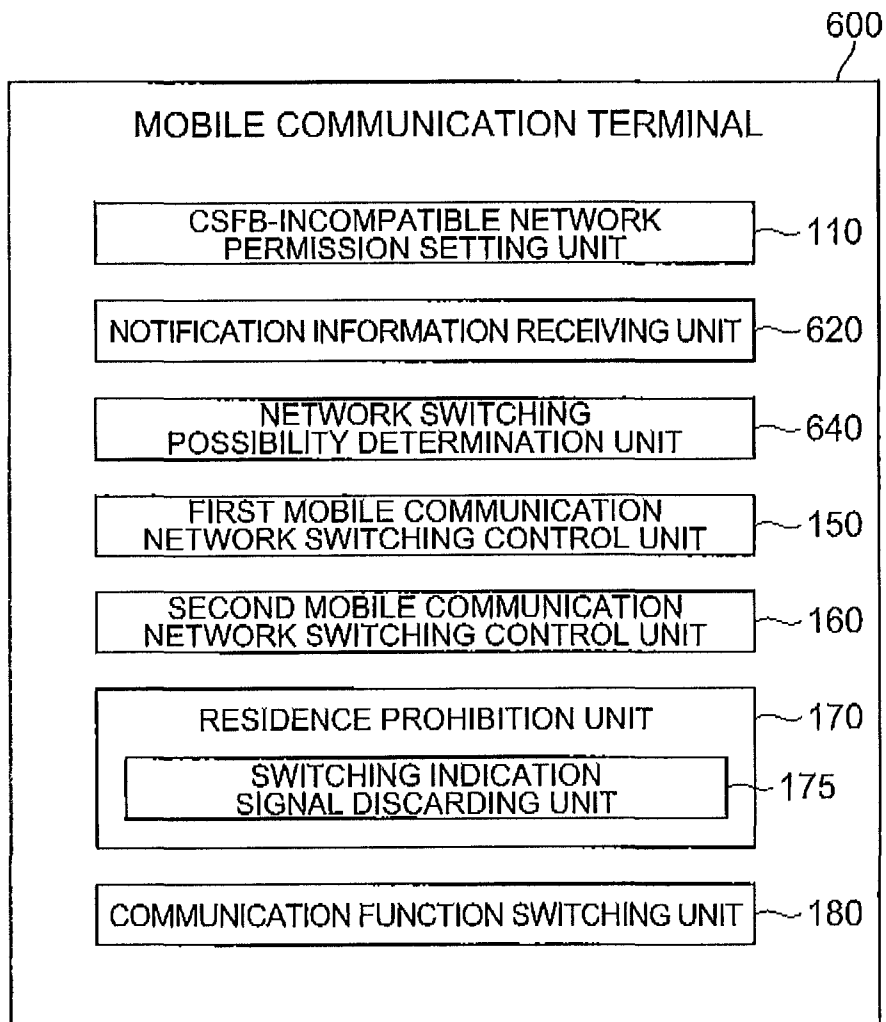 600
MOBILE COMMUNICATION TERMINAL
CSFB-INCOMPATIBLE NETWORK
PERMISSION SETTING UNIT
110
NOTIFICATION INFORMATION RECEIVING UNIT
620
NETWORK SWITCHING
POSSIBILITY DETERMINATION UNIT
640
FIRST MOBILE COMMUNICATION
NETWORK SWITCHING CONTROL UNIT
150
SECOND MOBILE COMMUNICATION
NETWORK SWITCHING CONTROL UNIT
160
RESIDENCE PROHIBITION UNIT
170
SWITCHING INDICATION
SIGNAL DISCARDING UNIT
175
COMMUNICATION FUNCTION SWITCHING UNIT
180